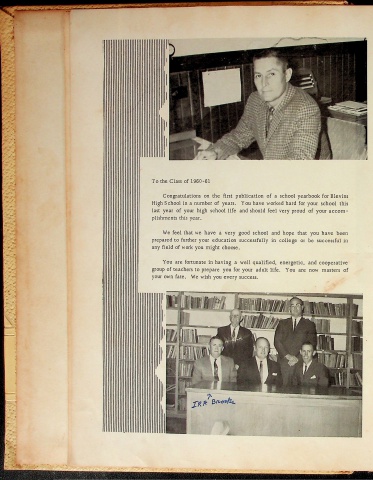 To the Class of 1960-61
Congratulations on the first publication of a school yearbook for Blevins
High School in a number of years. You have worked hard for your school this
last year of your high school life and should feel very proud of your accom-
plishments this year.
We feel that we have a very good school and hope that you have been
prepared to further your education successfully in college or be successful in
any field of work you might choose.
You are fortunate in having a well qualified, energetic, and cooperative
group of teachers to prepare you for your adult life. You are now masters of
your own fate. We wish you every success.
IRA Brooks